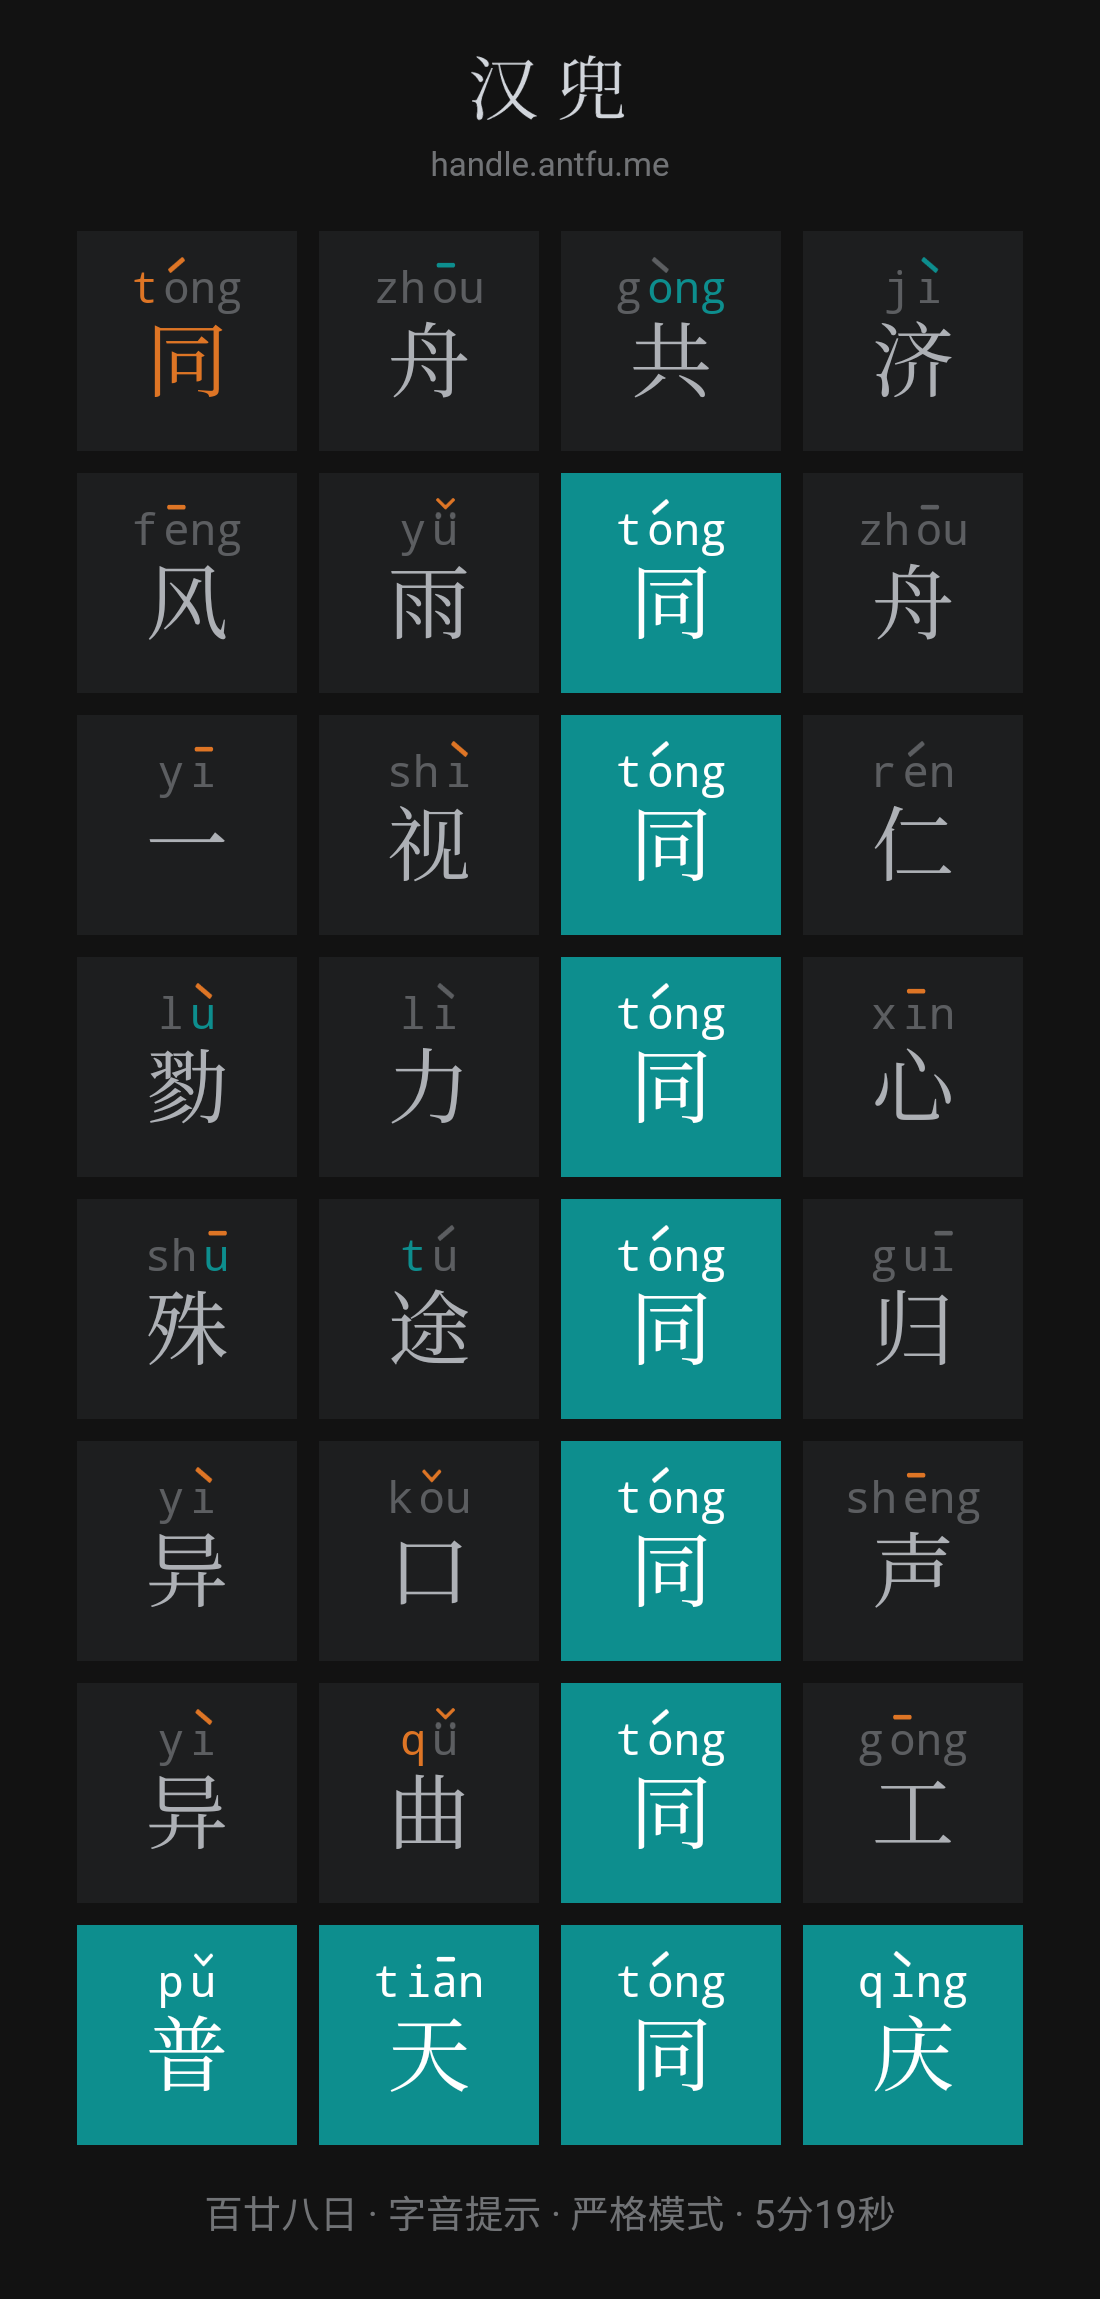 汉兜
handle.antfu.me
tóng zhōu gòng jì
同 舟 共 济
fēng yǚ tóng zhōu
风 雨 同 舟
yī shì tóng rén
一 视 同 仁
lù lì tóng xīn
勠 力 同 心
shū tú tóng guī
殊 途 同 归
yì kǒu tóng shēng
异 口 同 声
yì qǚ tóng gōng
异 曲 同 工
pǔ tiān tóng qìng
普 天 同 庆
百廿八日 · 字音提示 · 严格模式 · 5分19秒